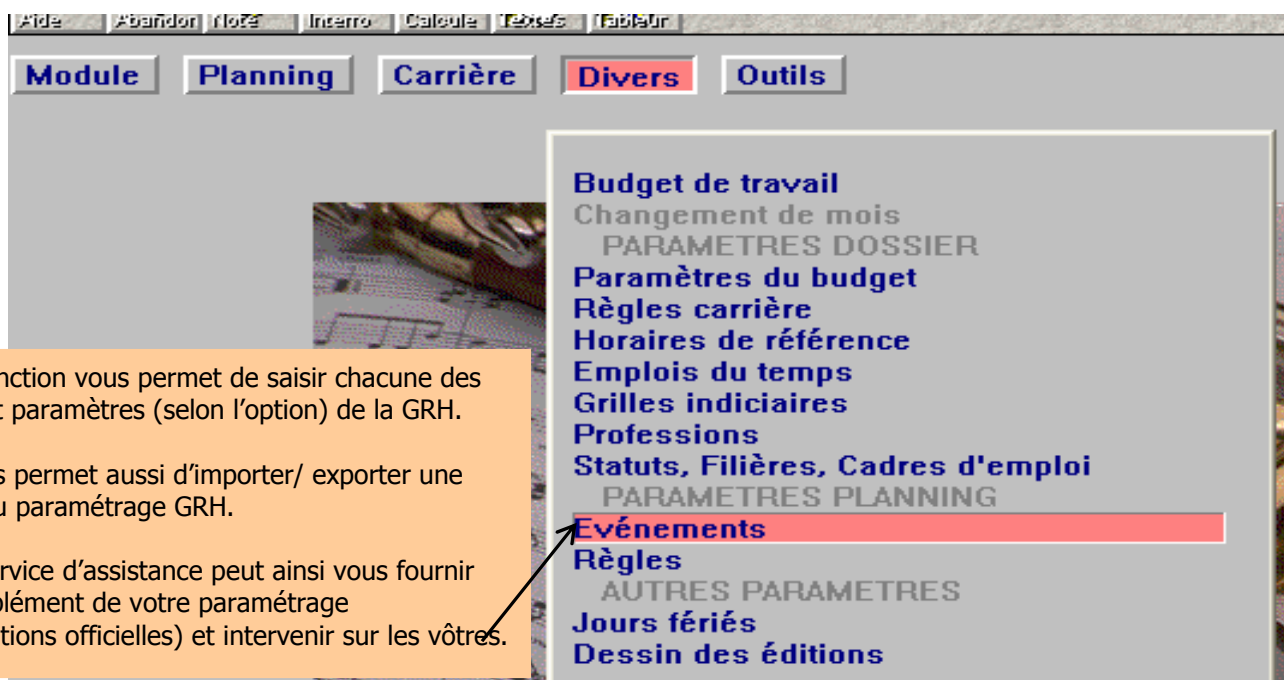 Aide Abandon Note Interro Calcule Textes Tableur
Module Planning Carrière Divers Outils
Budget de travail
Changement de mois
PARAMETRES DOSSIER
Paramètres du budget
Règles carrière
Horaires de référence
Emplois du temps
Grilles indiciaires
Professions
Statuts, Filières, Cadres d'emploi
PARAMETRES PLANNING
Evénements
Règles
AUTRES PARAMETRES
Jours fériés
Dessin des éditions
nction vous permet de saisir chacune des
t paramètres (selon l’option) de la GRH.
s permet aussi d’importer/ exporter une
u paramétrage GRH.
rvice d’assistance peut ainsi vous fournir
plément de votre paramétrage
tions officielles) et intervenir sur les vôtres.